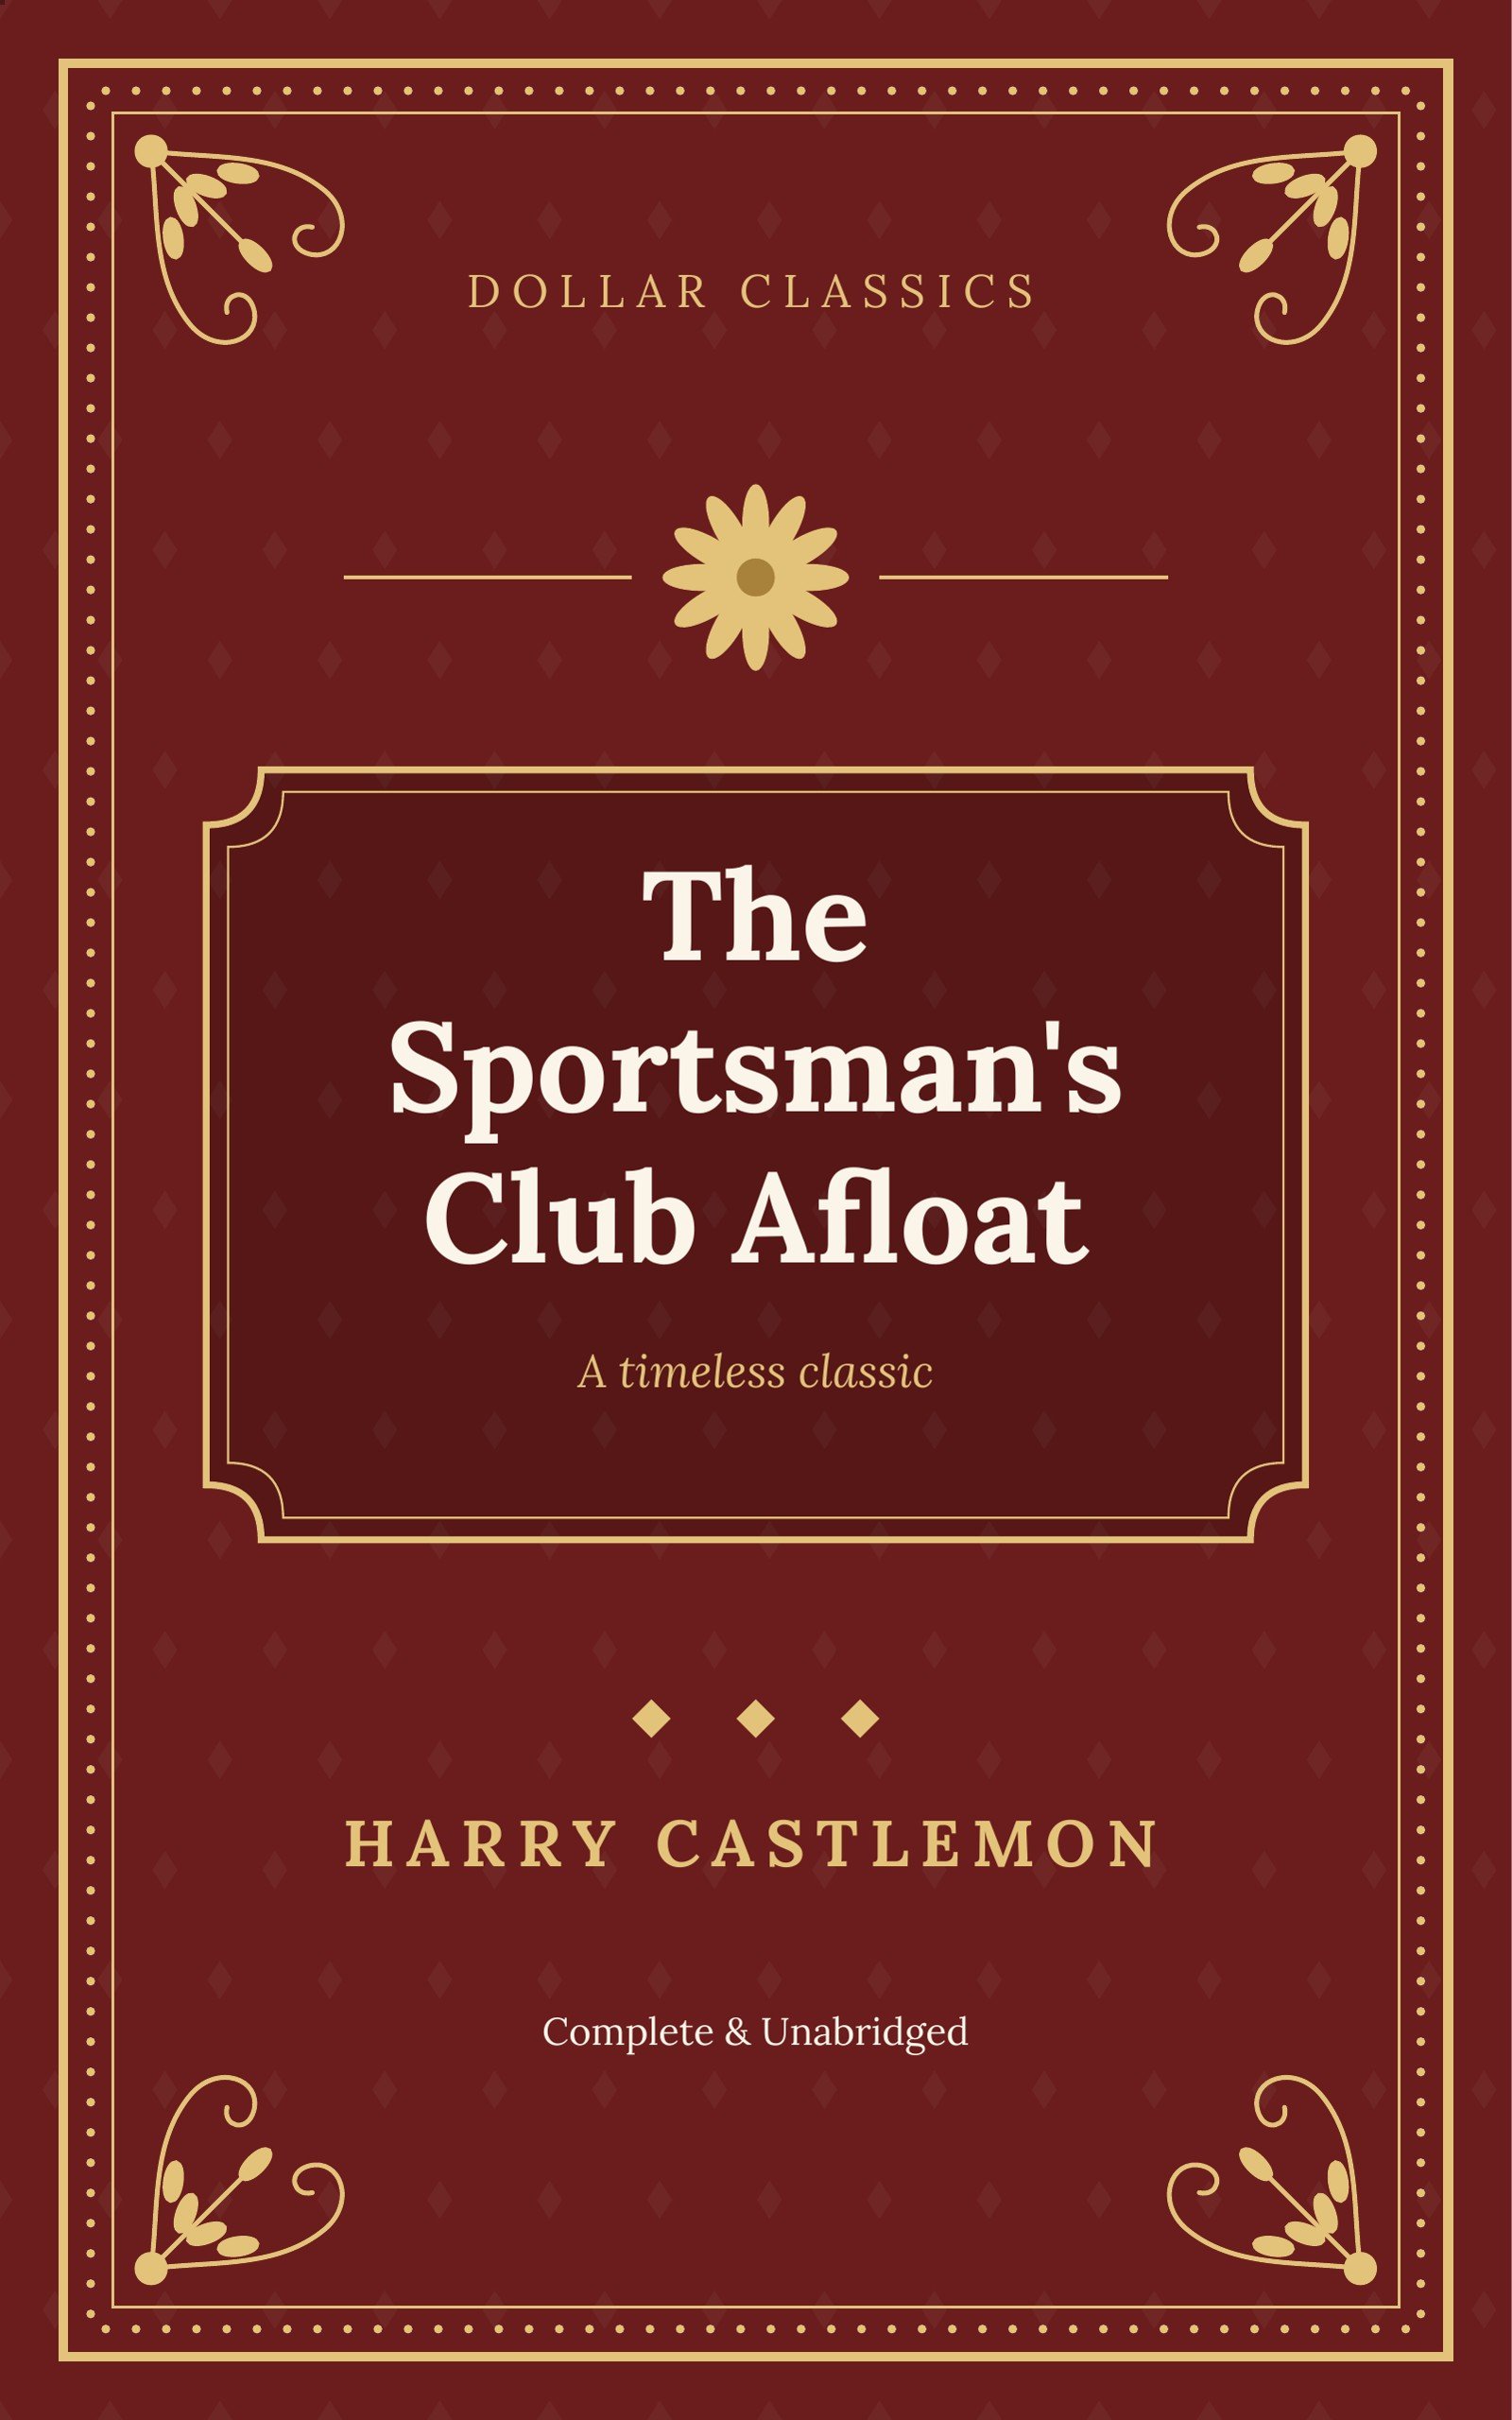 DOLLAR CLASSICS
The
Sportsman's
Club Afloat
A timeless classic
HARRY CASTLEMON
Complete & Unabridged